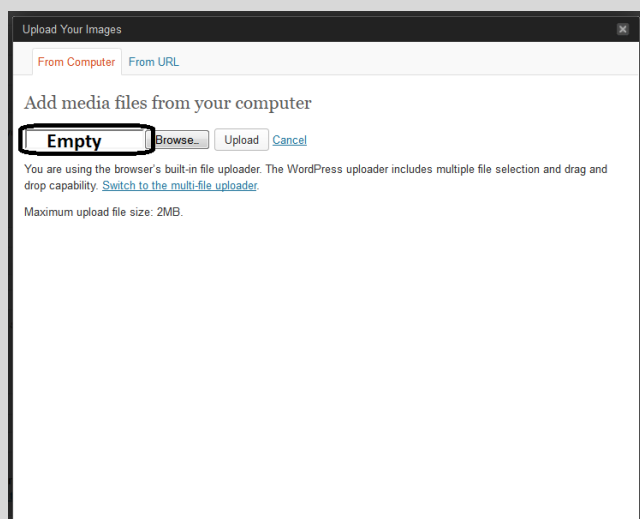 Upload Your Images
From Computer From URL
Add media files from your computer
Empty Browse... Upload Cancel
You are using the browser's built-in file uploader. The WordPress uploader includes multiple file selection and drag and
drop capability. Switch to the multi-file uploader.
Maximum upload file size: 2MB.